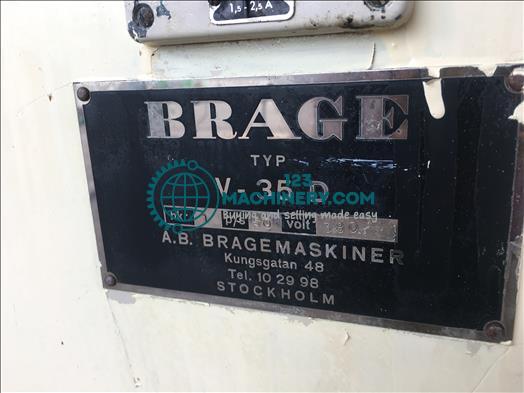 1,5-2,5 A
BRAGE
TYP
V-35 D
123
MACHINERY.COM
Buying and selling made easy
hk. p/s volt
A.B. BRAGEMASKINER
Kungsgatan 48
Tel. 10 29 98
STOCKHOLM